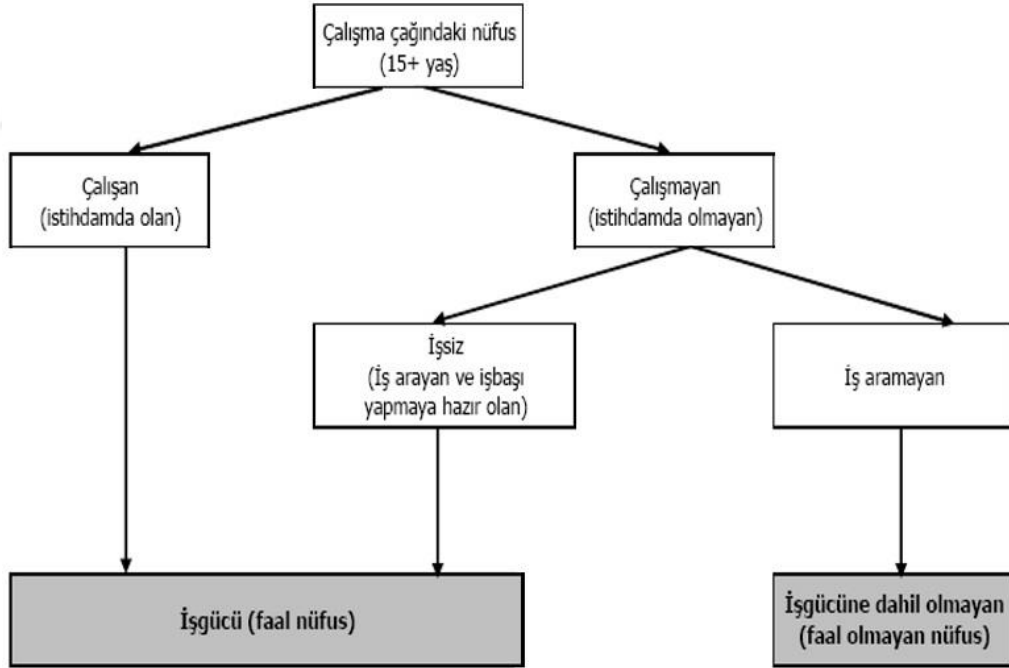 Çalışma çağındaki nüfus
(15+ yaş)
Çalışan
(istihdamda olan)
Çalışmayan
(istihdamda olmayan)
İşsiz
(İş arayan ve işbaşı
yapmaya hazır olan)
İş aramayan
İşgücü (faal nüfus)
İşgücüne dahil olmayan
(faal olmayan nüfus)